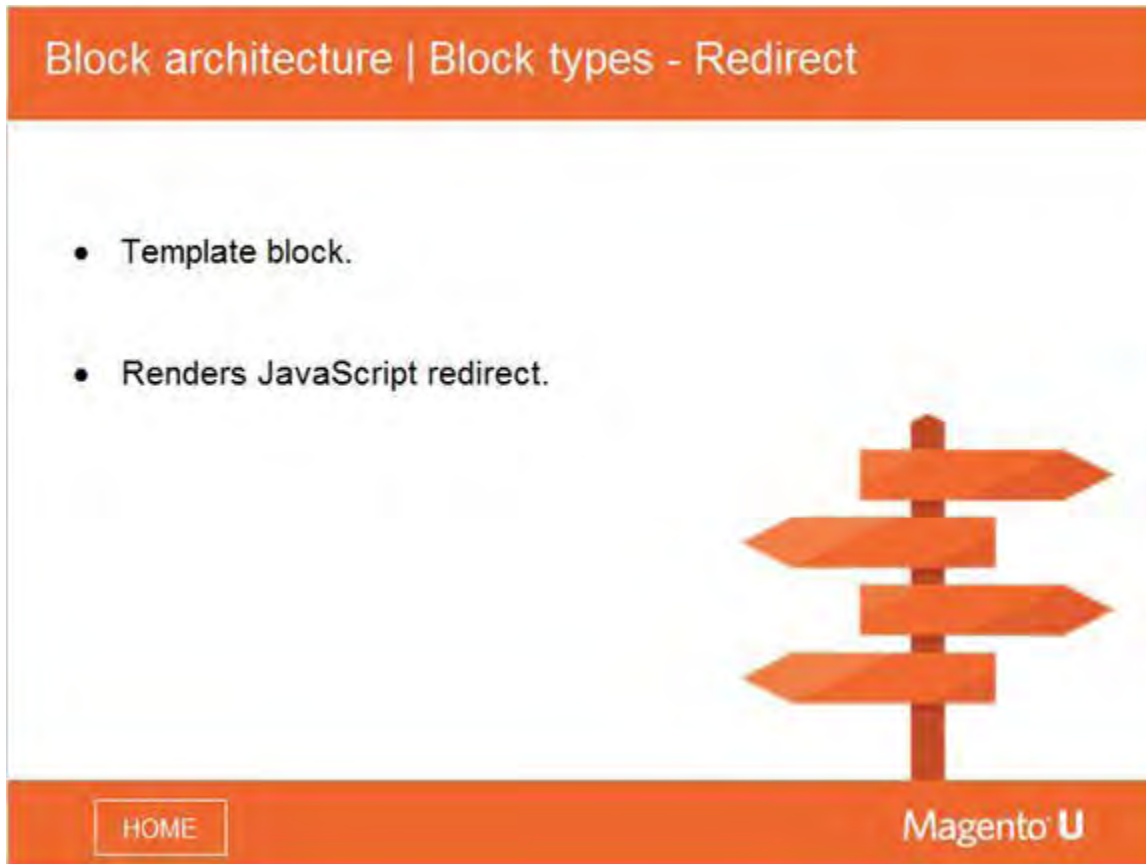 Block architecture | Block types - Redirect
• Template block.
• Renders JavaScript redirect.
HOME
Magento U